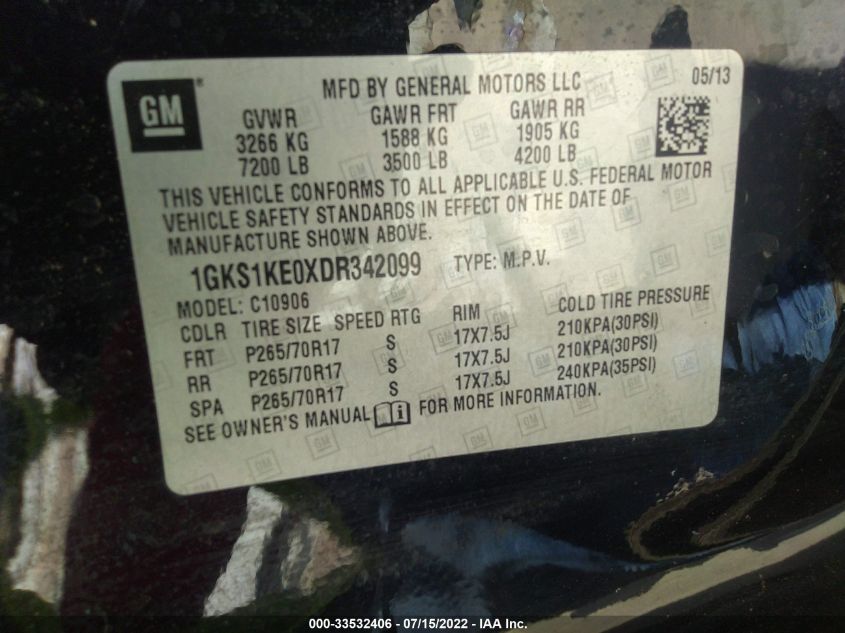 GM
®
MFD BY GENERAL MOTORS LLC 05/13
GVWR GAWR FRT GAWR RR
3266 KG 1588 KG 1905 KG
7200 LB 3500 LB 4200 LB
THIS VEHICLE CONFORMS TO ALL APPLICABLE U.S. FEDERAL MOTOR
VEHICLE SAFETY STANDARDS IN EFFECT ON THE DATE OF
MANUFACTURE SHOWN ABOVE.
1GKS1KE0XDR342099 TYPE: M.P.V.
MODEL: C10906
CDLR TIRE SIZE SPEED RTG RIM COLD TIRE PRESSURE
FRT P265/70R17 S 17X7.5J 210KPA(30PSI)
RR P265/70R17 S 17X7.5J 210KPA(30PSI)
SPA P265/70R17 S 17X7.5J 240KPA(35PSI)
SEE OWNER'S MANUAL i FOR MORE INFORMATION.
000-33532406 - 07/15/2022 - IAA Inc.